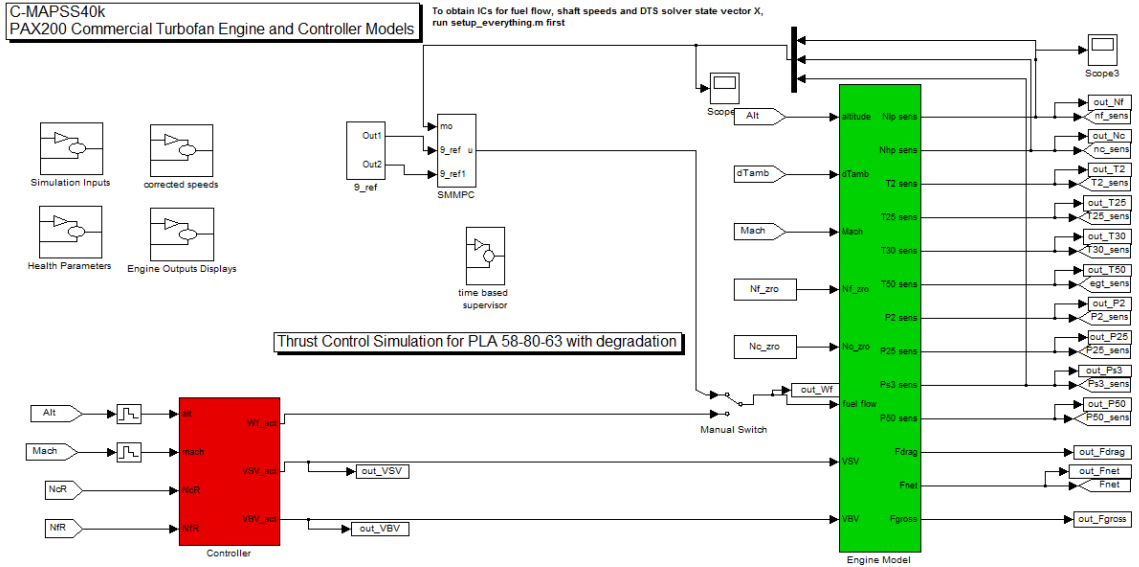 C-MAPSS40k
PAX200 Commercial Turbofan Engine and Controller Models
To obtain ICs for fuel flow, shaft speeds and DTS solver state vector X,
run setup_everything.m first
Scope3
Scope
Simulation Inputs
corrected speeds
Health Parameters
Engine Outputs Displays
Out1
Out2
9_ref
mo
9_ref
9_ref1
u
SMMPC
time based
supervisor
Thrust Control Simulation for PLA 58-80-63 with degradation
Alt
dTamb
Mach
Nf_zro
Nc_zro
out_Wf
Manual Switch
altitude
dTamb
Mach
Nf_zro
Nc_zro
fuel flow
VSV
VBV
Nlp sens
Nhp sens
T2 sens
T25 sens
T30 sens
T50 sens
P2 sens
P25 sens
Ps3 sens
P50 sens
Fdrag
Fnet
Fgross
Engine Model
out_Nf
nf_sens
out_Nc
nc_sens
out_T2
T2_sens
out_T25
T25_sens
out_T30
T30_sens
out_T50
egt_sens
out_P2
P2_sens
out_P25
P25_sens
out_Ps3
Ps3_sens
out_P50
P50_sens
out_Fdrag
out_Fnet
Fnet
out_Fgross
Alt
Mach
NcR
NfR
alt
mach
NcR
NfR
Wf_act
VSV_act
VBV_act
Controller
out_VSV
out_VBV